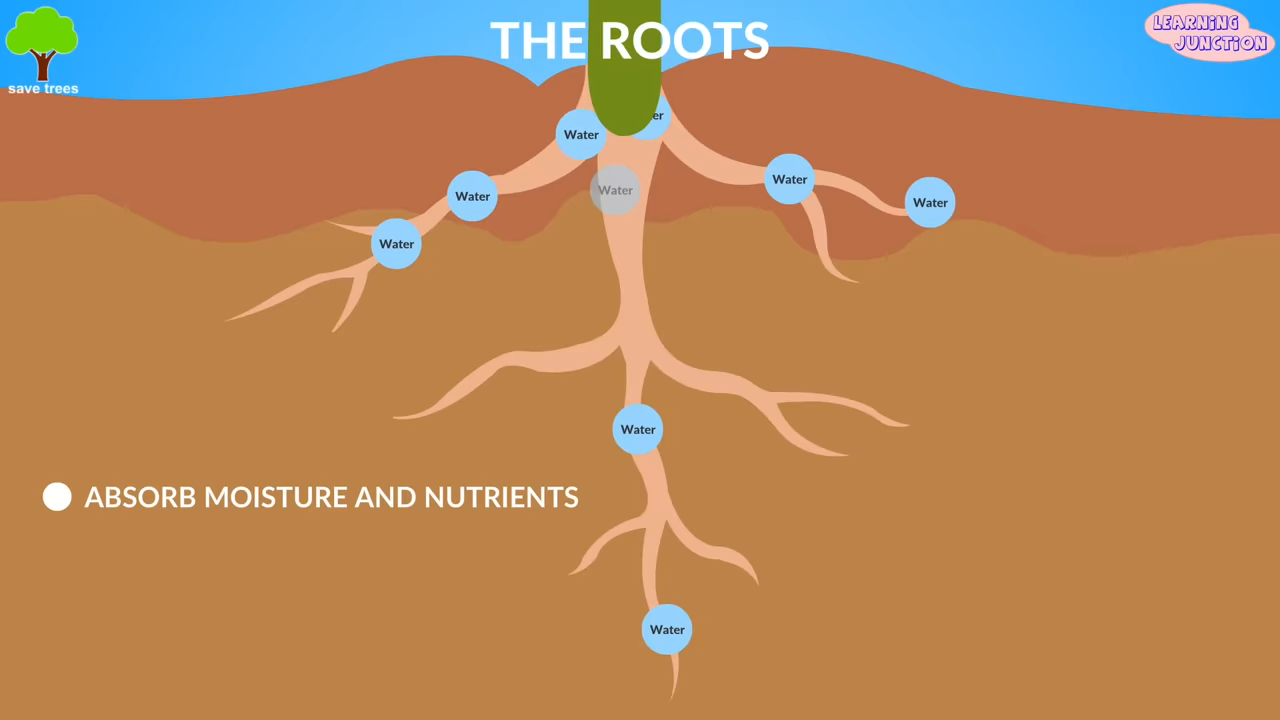 THE ROOTS
LEARNING
JUNCTION
save trees
er
Water
Water
Water
Water
Water
Water
Water
Water
ABSORB MOISTURE AND NUTRIENTS
Water